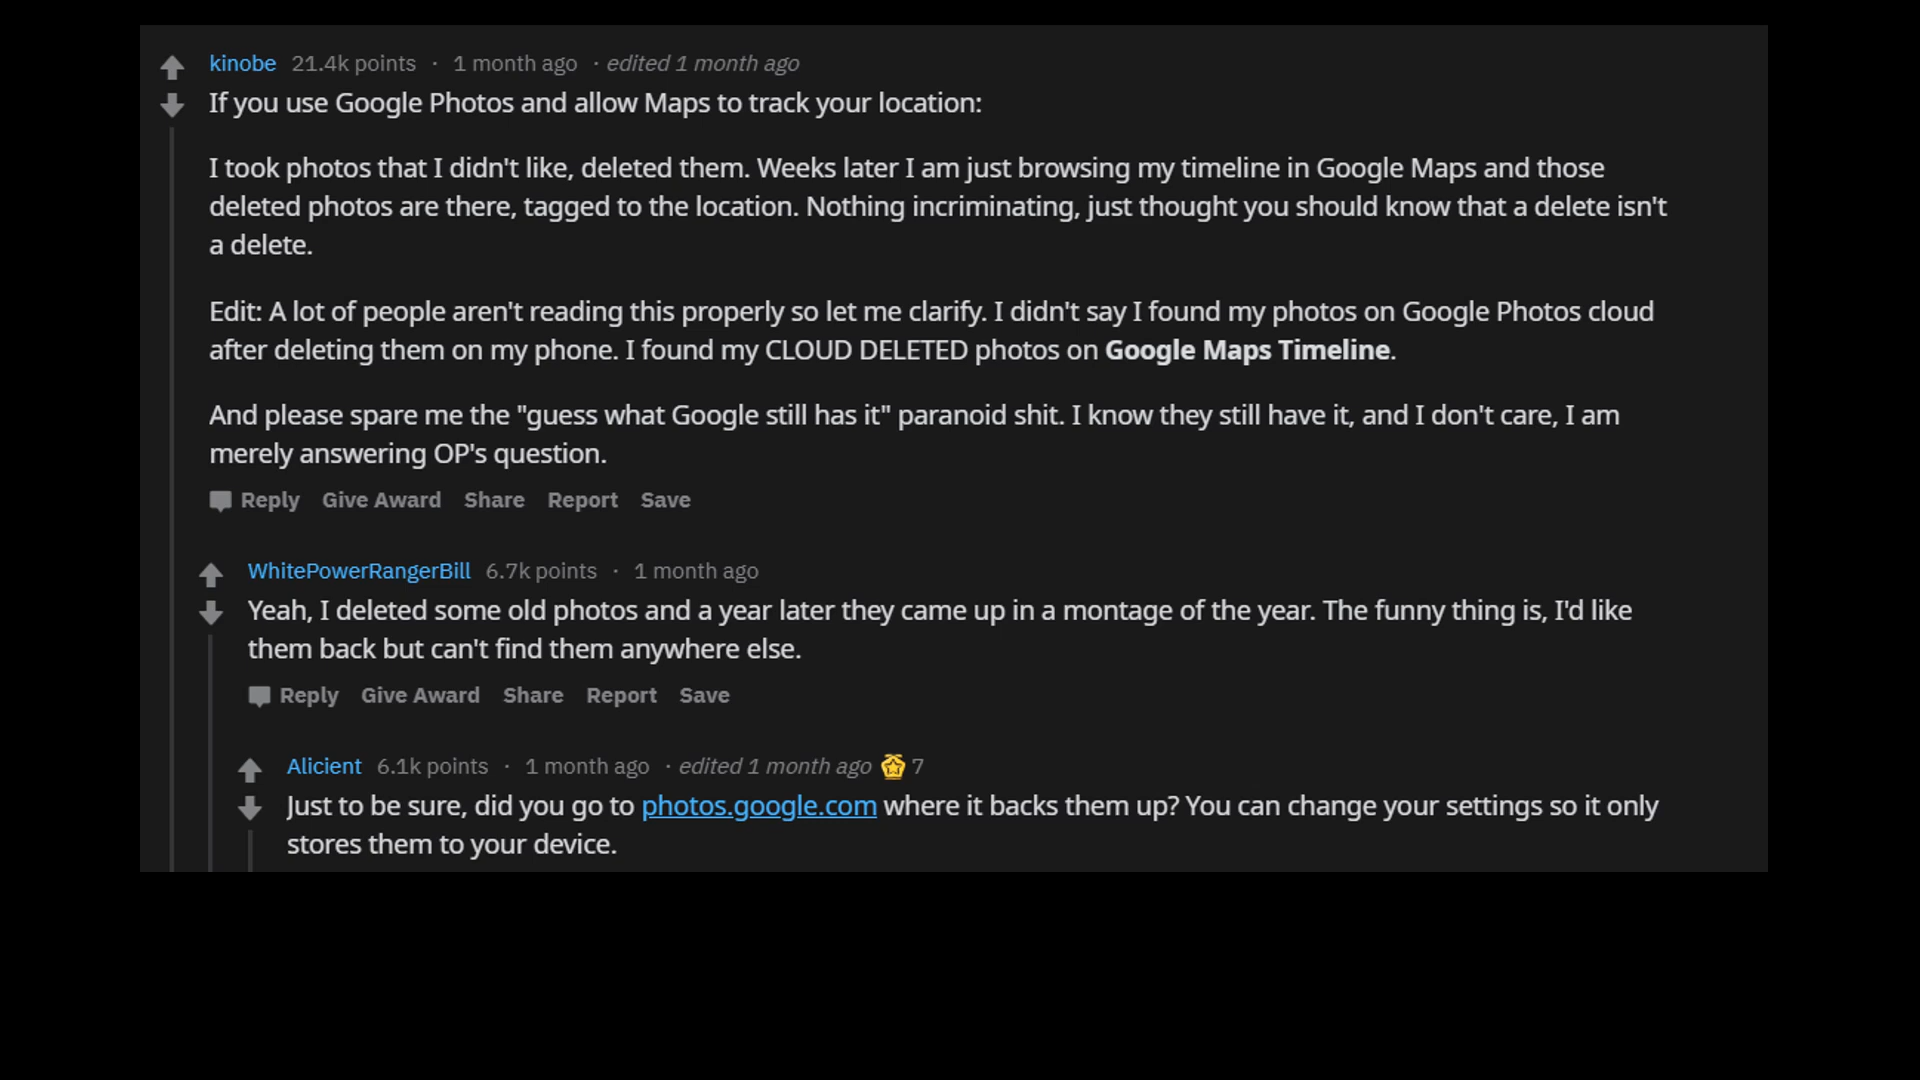 kinobe 21.4k points · 1 month ago · edited 1 month ago
If you use Google Photos and allow Maps to track your location:
I took photos that I didn't like, deleted them. Weeks later I am just browsing my timeline in Google Maps and those
deleted photos are there, tagged to the location. Nothing incriminating, just thought you should know that a delete isn't
a delete.
Edit: A lot of people aren't reading this properly so let me clarify. I didn't say I found my photos on Google Photos cloud
after deleting them on my phone. I found my CLOUD DELETED photos on Google Maps Timeline.
And please spare me the "guess what Google still has it" paranoid shit. I know they still have it, and I don't care, I am
merely answering OP's question.
Reply Give Award Share Report Save
WhitePowerRangerBill 6.7k points · 1 month ago
Yeah, I deleted some old photos and a year later they came up in a montage of the year. The funny thing is, I'd like
them back but can't find them anywhere else.
Reply Give Award Share Report Save
Alicient 6.1k points · 1 month ago · edited 1 month ago 7
Just to be sure, did you go to photos.google.com where it backs them up? You can change your settings so it only
stores them to your device.